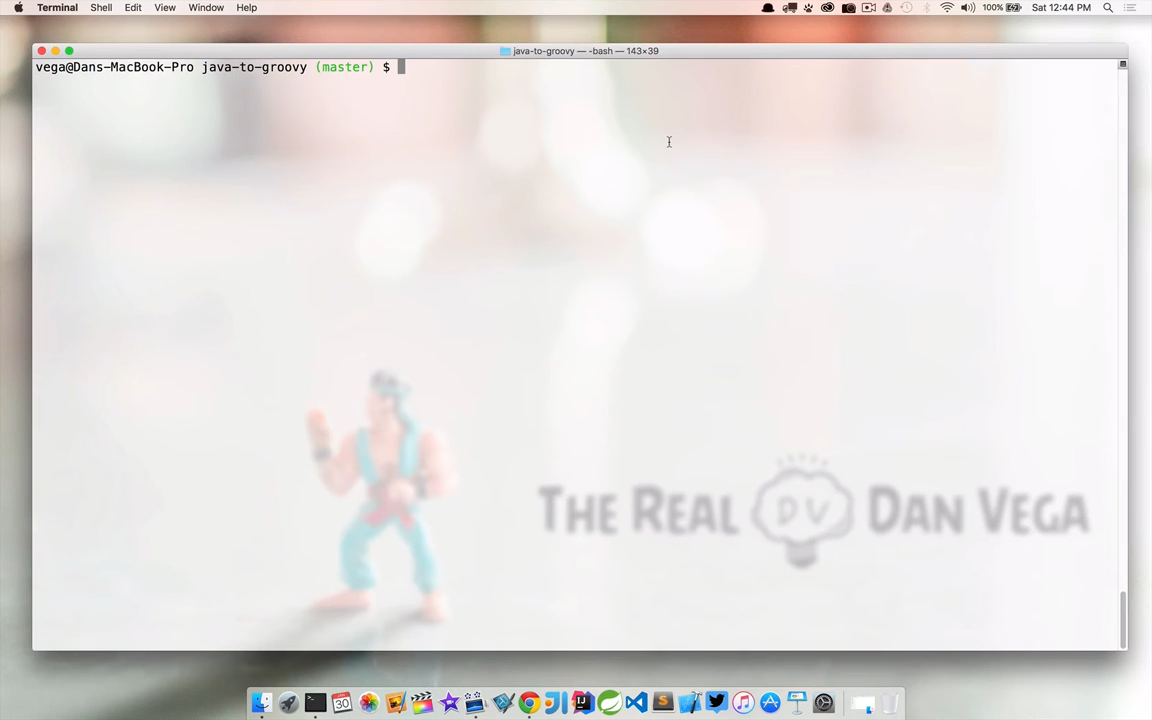 Terminal Shell Edit View Window Help 100% Sat 12:44 PM
java-to-groovy — -bash — 143×39
vega@Dans-MacBook-Pro java-to-groovy (master) $
THE REAL DV DAN VEGA
30